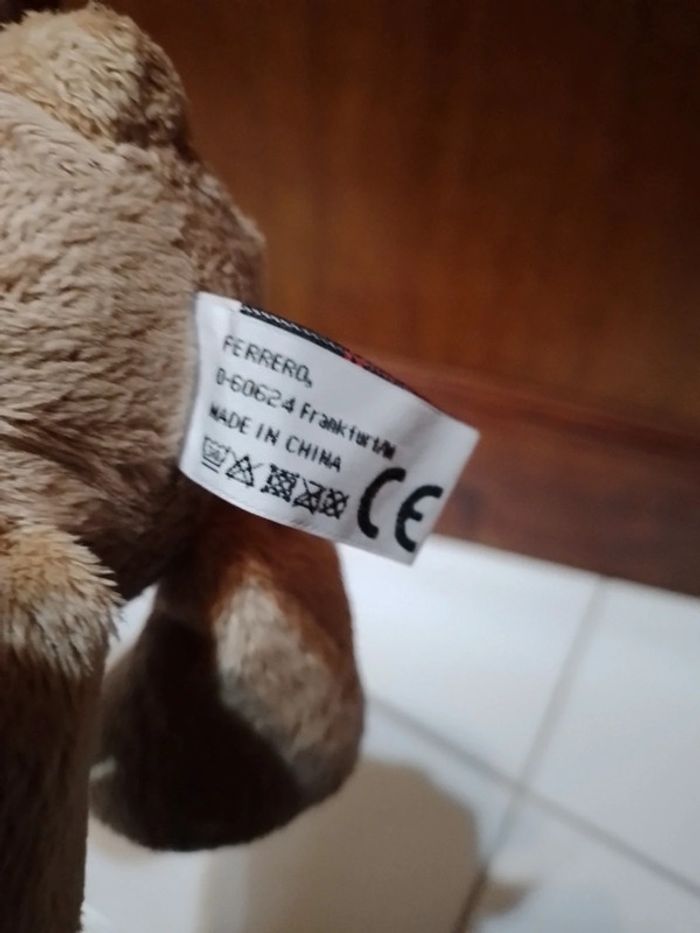 FERRERO,
D-60624 Frankfurt/M
MADE IN CHINA
CE